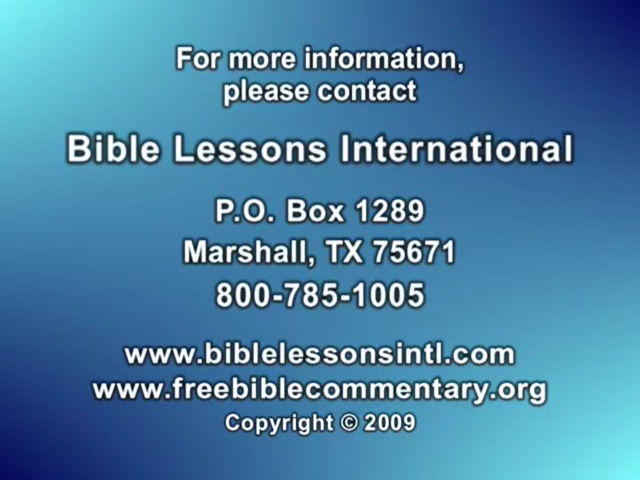 For more information,
please contact
Bible Lessons International
P.O. Box 1289
Marshall, TX 75671
800-785-1005
www.biblelessonsintl.com
www.freebiblecommentary.org
Copyright © 2009